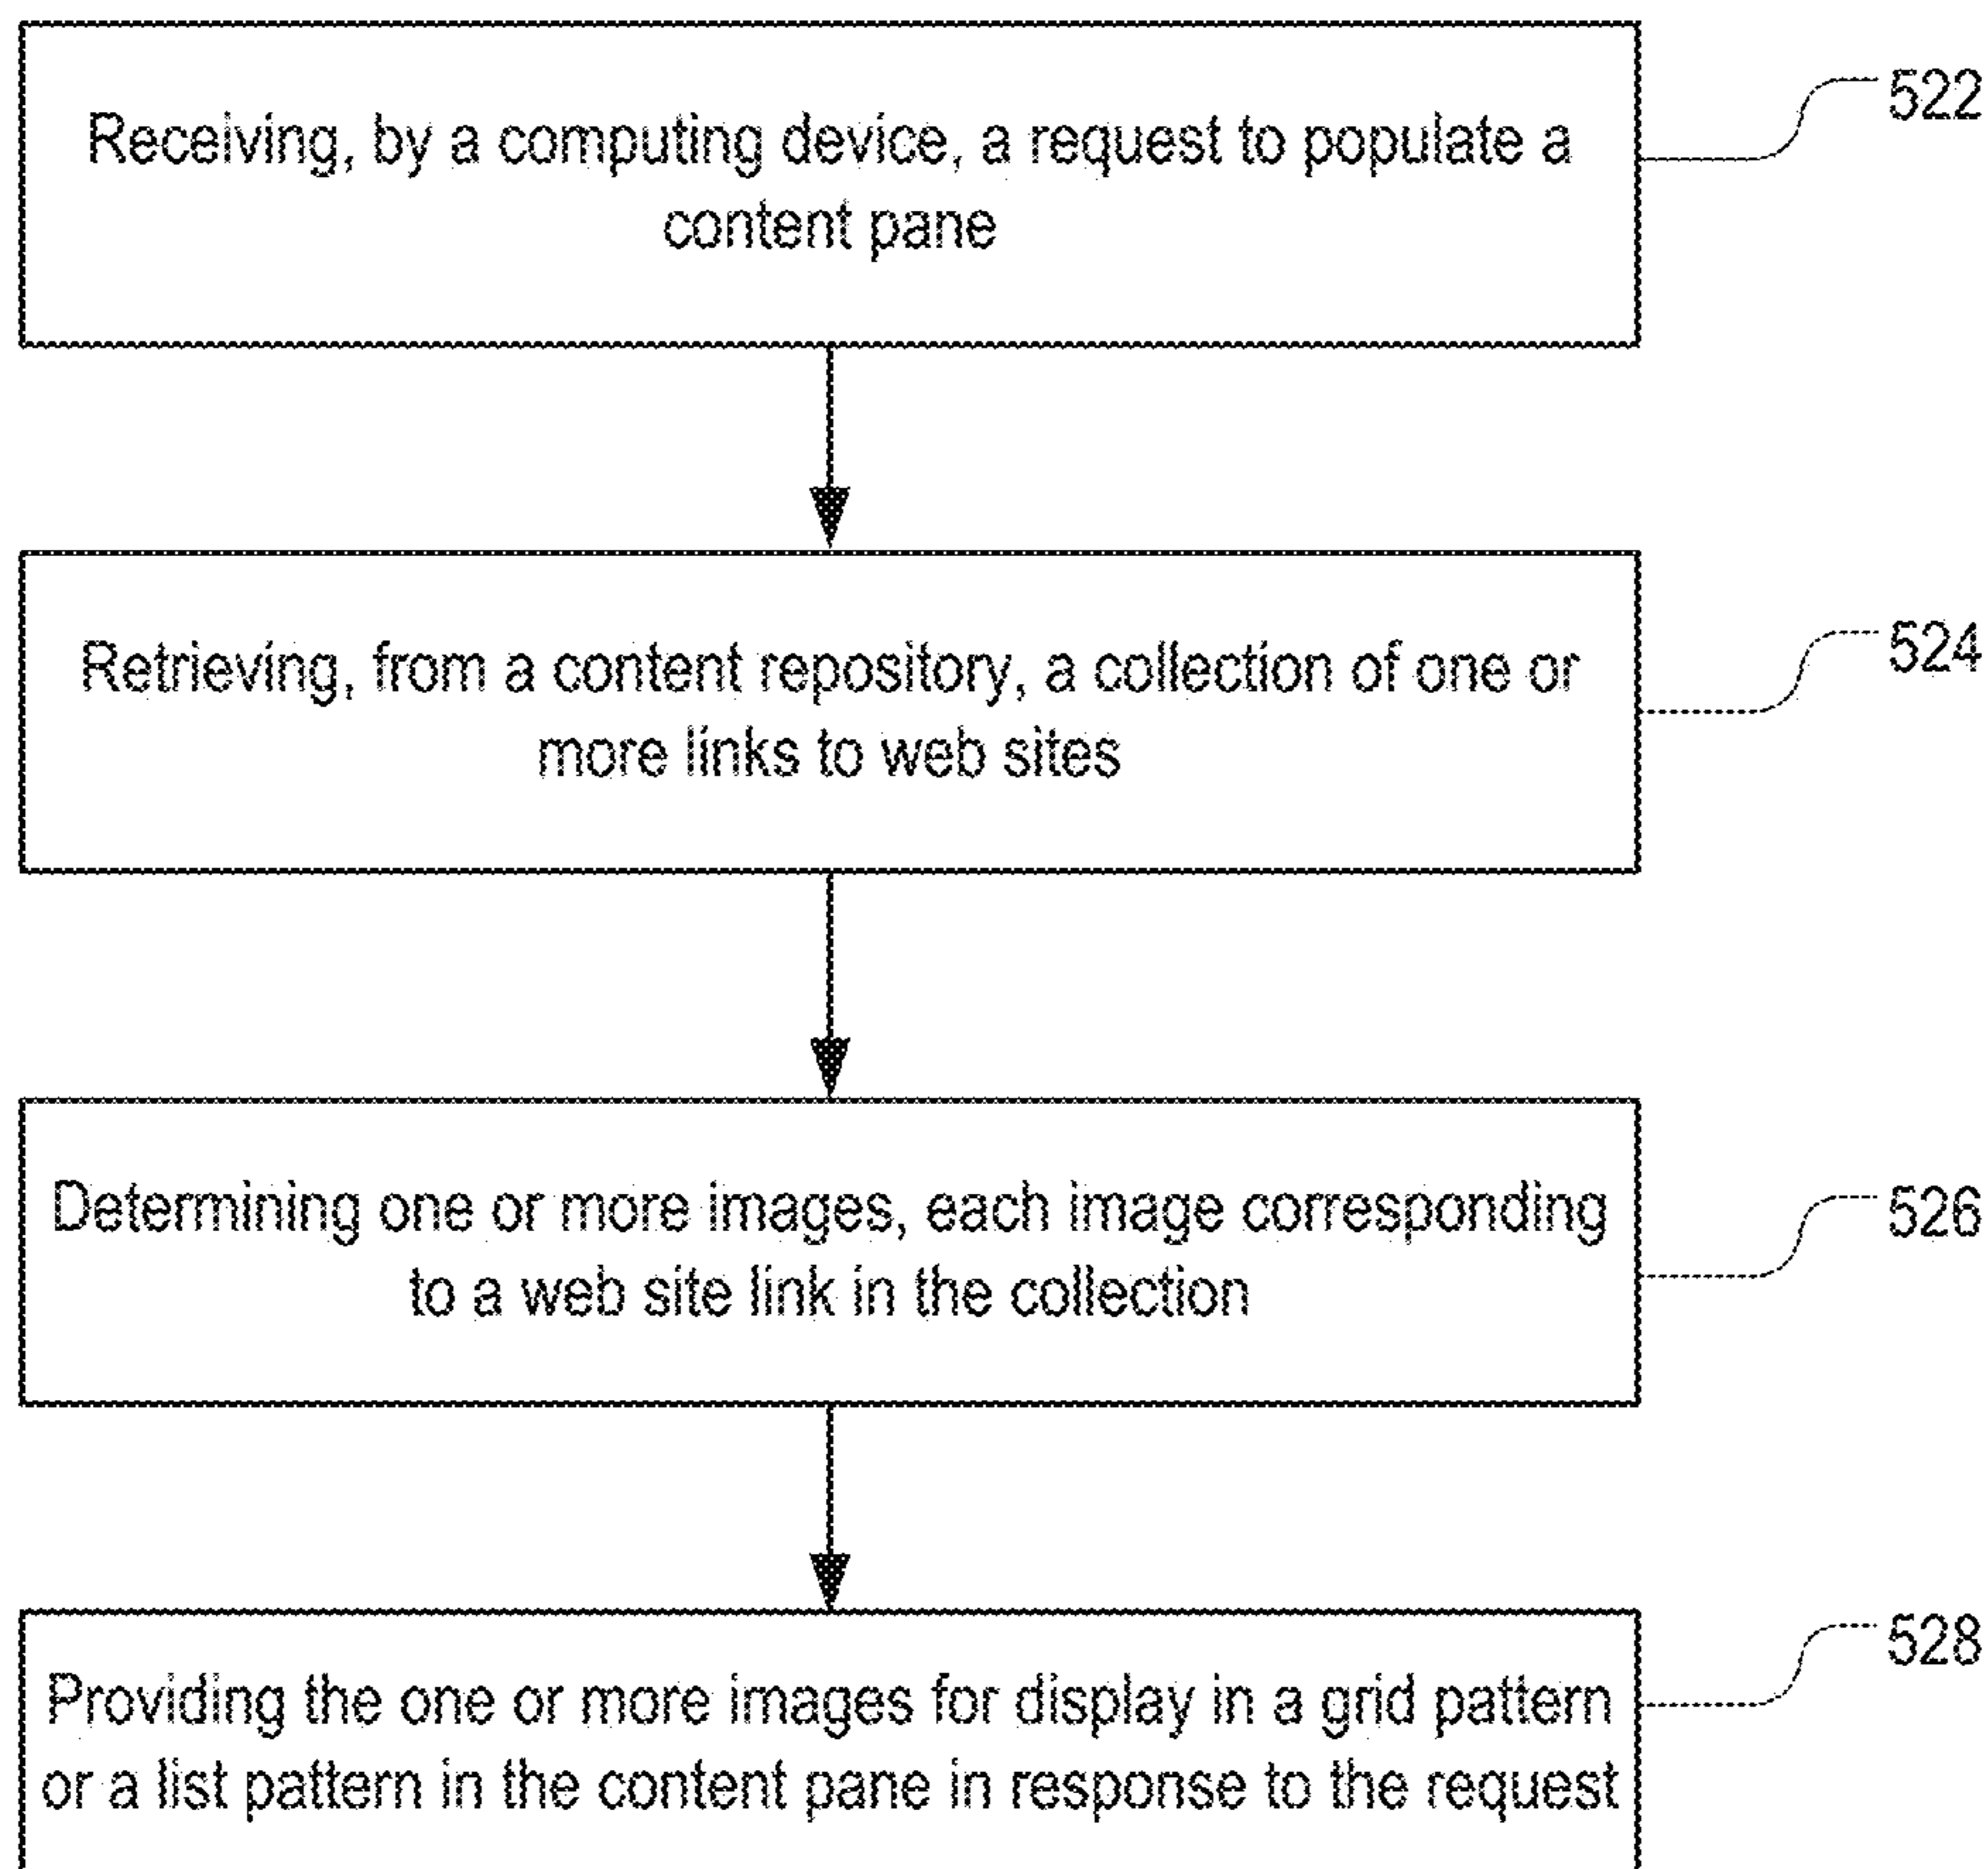 Receiving, by a computing device, a request to populate a
content pane
522
Retrieving, from a content repository, a collection of one or
more links to web sites
524
Determining one or more images, each image corresponding
to a web site link in the collection
526
Providing the one or more images for display in a grid pattern
or a list pattern in the content pane in response to the request
528